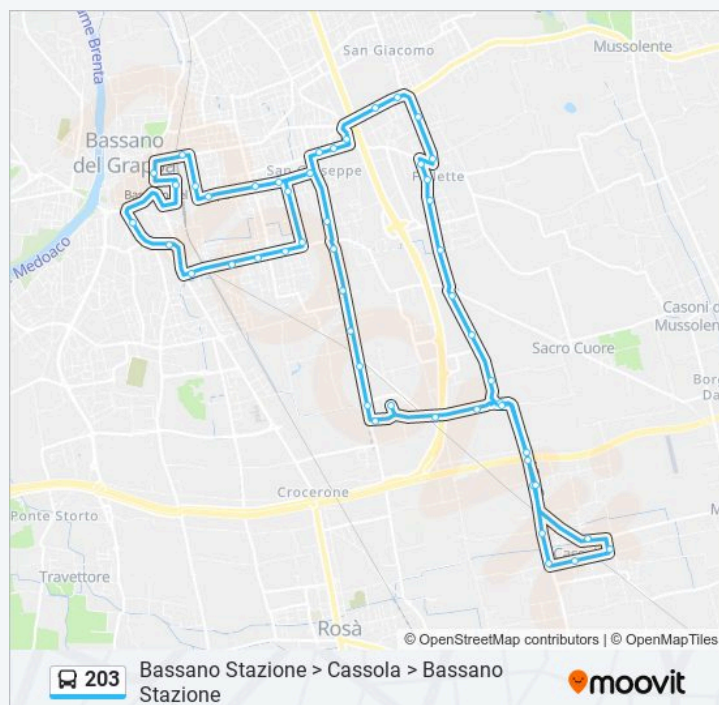 San Giacomo
Mussolente
Bassano
del Grappa
San Giuseppe
Casoni d
Mussolente
Sacro Cuore
Medoaco
Crocerone
Ponte Storto
Travettore
Rosà
© OpenStreetMap contributors | © OpenMapTiles
203
Bassano Stazione > Cassola > Bassano
Stazione
moovit